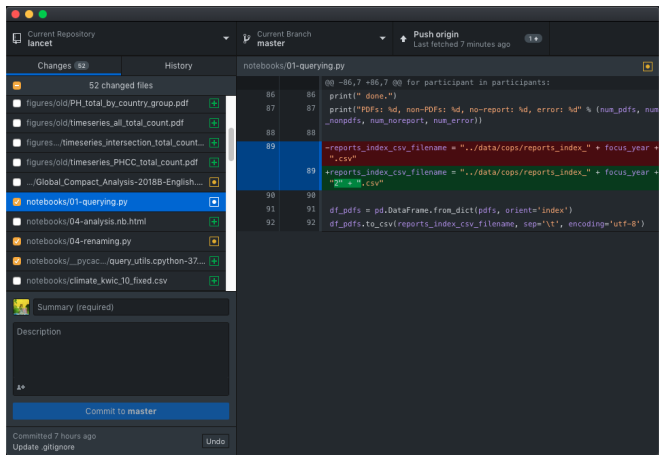 Current Repository
lancet
Current Branch
master
Push origin
Last fetched 7 minutes ago
1
Changes 52
History
notebooks/01-querying.py
52 changed files
figures/old/PH_total_by_country_group.pdf
figures/old/timeseries_all_total_count.pdf
figures.../timeseries_intersection_total_count...
figures/old/timeseries_PHCC_total_count.pdf
.../Global_Compact_Analysis-2018B-English....
notebooks/01-querying.py
notebooks/04-analysis.nb.html
notebooks/04-renaming.py
notebooks/__pycac.../query_utils.cpython-37....
notebooks/climate_kwic_10_fixed.csv
@@ -86,7 +86,7 @@ for participant in participants:
86 86 print(" done.")
87 87 print("PDFs: %d, non-PDFs: %d, no-report: %d, error: %d" % (num_pdfs, num
_nonpdfs, num_noreport, num_error))
88 88
89 -reports_index_csv_filename = "../data/cops/reports_index_" + focus_year +
".csv"
89 +reports_index_csv_filename = "../data/cops/reports_index_" + focus_year +
"2" + ".csv"
90 90
91 91 df_pdfs = pd.DataFrame.from_dict(pdfs, orient='index')
92 92 df_pdfs.to_csv(reports_index_csv_filename, sep='\t', encoding='utf-8')
Summary (required)
Description
Commit to master
Committed 7 hours ago
Update .gitignore
Undo